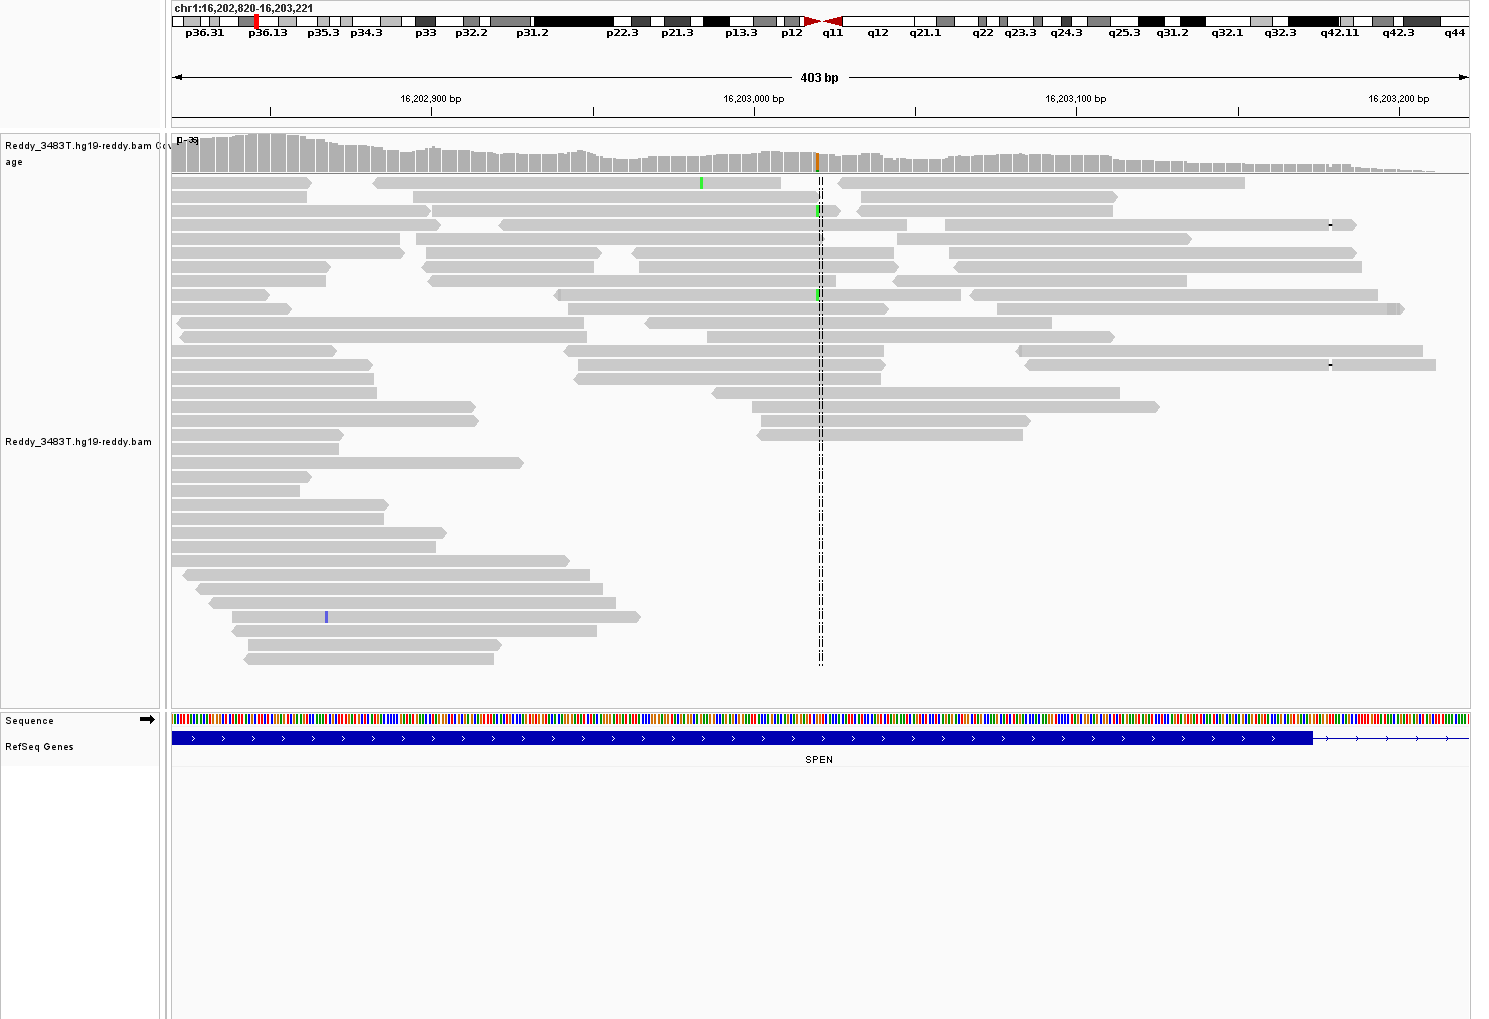 chr1:16,202,820-16,203,221
p36.31 p36.13 p35.3 p34.3 p33 p32.2 p31.2 p22.3 p21.3 p13.3 p12 q11 q12 q21.1 q22 q23.3 q24.3 q25.3 q31.2 q32.1 q32.3 q42.11 q42.3 q44
403 bp
16,202,900 bp 16,203,000 bp 16,203,100 bp 16,203,200 bp
Reddy_3483T.hg19-reddy.bam Cov
age
Reddy_3483T.hg19-reddy.bam
Sequence
RefSeq Genes
SPEN